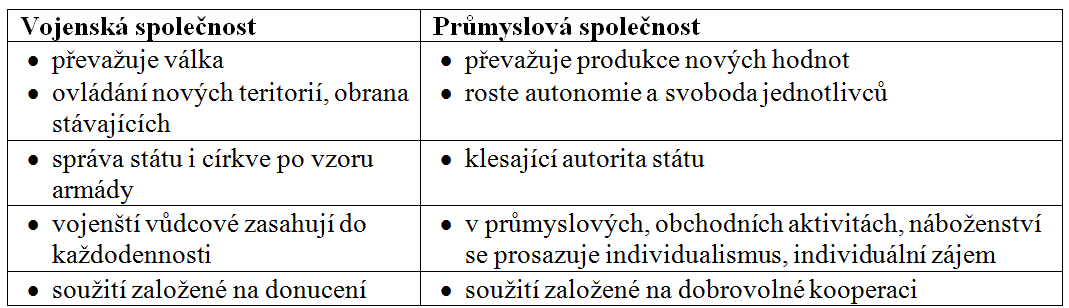 Vojenská společnost
Průmyslová společnost
• převažuje válka
• ovládání nových teritorií, obrana
stávajících
• převažuje produkce nových hodnot
• roste autonomie a svoboda jednotlivců
• správa státu i církve po vzoru
armády
• klesající autorita státu
• vojenští vůdcové zasahují do
každodennosti
• v průmyslových, obchodních aktivitách, náboženství
se prosazuje individualismus, individuální zájem
• soužití založené na donucení
• soužití založené na dobrovolné kooperaci